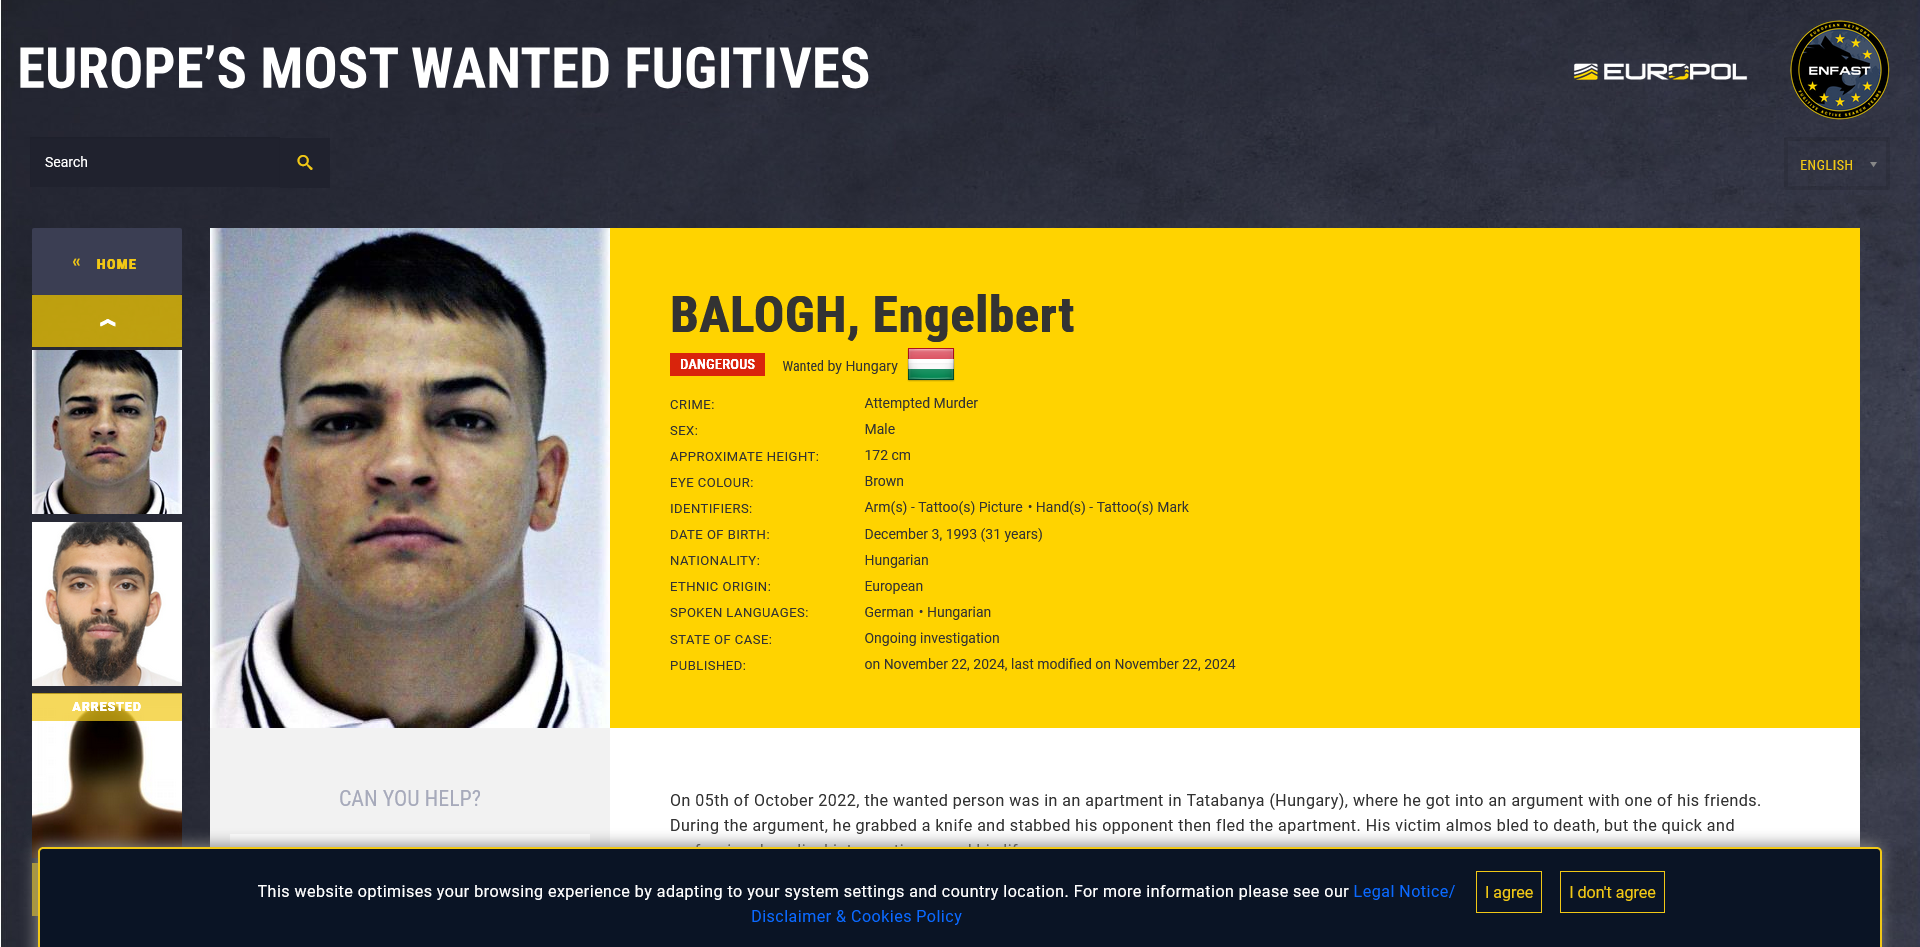 EUROPE'S MOST WANTED FUGITIVES
EUROPOL
EUROPEAN NETWORK
ENFAST
FUGITIVE ACTIVE SEARCH TEAMS
Search
ENGLISH
« HOME
ARRESTED
BALOGH, Engelbert
DANGEROUS Wanted by Hungary
CRIME: Attempted Murder
SEX: Male
APPROXIMATE HEIGHT: 172 cm
EYE COLOUR: Brown
IDENTIFIERS: Arm(s) - Tattoo(s) Picture • Hand(s) - Tattoo(s) Mark
DATE OF BIRTH: December 3, 1993 (31 years)
NATIONALITY: Hungarian
ETHNIC ORIGIN: European
SPOKEN LANGUAGES: German • Hungarian
STATE OF CASE: Ongoing investigation
PUBLISHED: on November 22, 2024, last modified on November 22, 2024
CAN YOU HELP?
On 05th of October 2022, the wanted person was in an apartment in Tatabanya (Hungary), where he got into an argument with one of his friends.
During the argument, he grabbed a knife and stabbed his opponent then fled the apartment. His victim almos bled to death, but the quick and
This website optimises your browsing experience by adapting to your system settings and country location. For more information please see our Legal Notice/
Disclaimer & Cookies Policy
I agree
I don't agree